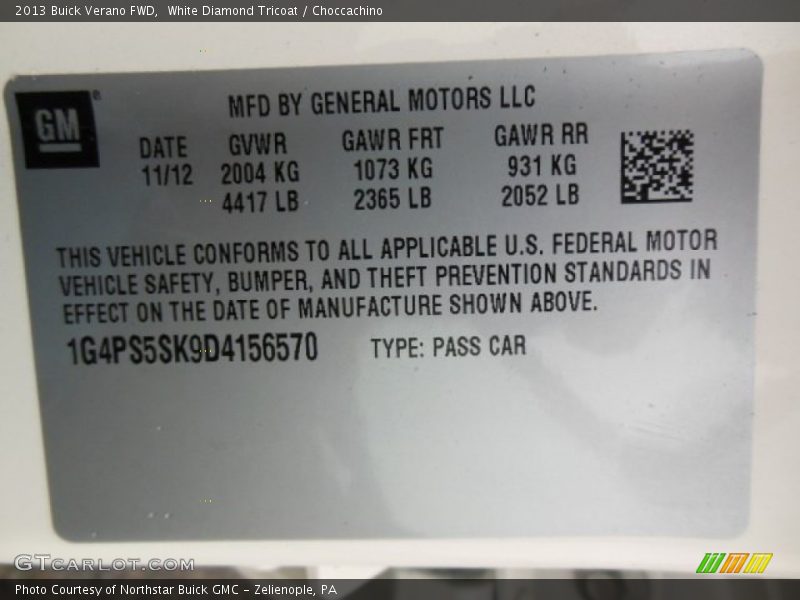 2013 Buick Verano FWD,  White Diamond Tricoat / Choccachino
GM®
MFD BY GENERAL MOTORS LLC
DATE GVWR GAWR FRT GAWR RR
11/12 2004 KG 1073 KG 931 KG
4417 LB 2365 LB 2052 LB
THIS VEHICLE CONFORMS TO ALL APPLICABLE U.S. FEDERAL MOTOR
VEHICLE SAFETY, BUMPER, AND THEFT PREVENTION STANDARDS IN
EFFECT ON THE DATE OF MANUFACTURE SHOWN ABOVE.
1G4PS5SK9D4156570 TYPE: PASS CAR
GTCARLOT.COM
Photo Courtesy of Northstar Buick GMC – Zelienople, PA